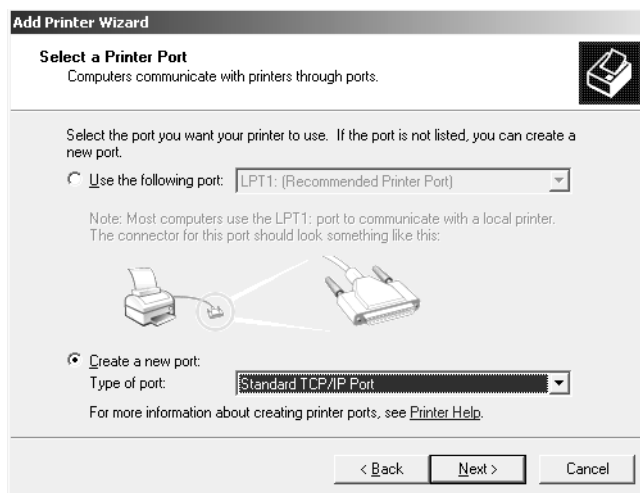 Add Printer Wizard
Select a Printer Port
Computers communicate with printers through ports.
Select the port you want your printer to use. If the port is not listed, you can create a
new port.
Use the following port: LPT1: (Recommended Printer Port)
Note: Most computers use the LPT1: port to communicate with a local printer.
The connector for this port should look something like this:
Create a new port:
Type of port: Standard TCP/IP Port
For more information about creating printer ports, see Printer Help.
< Back Next > Cancel